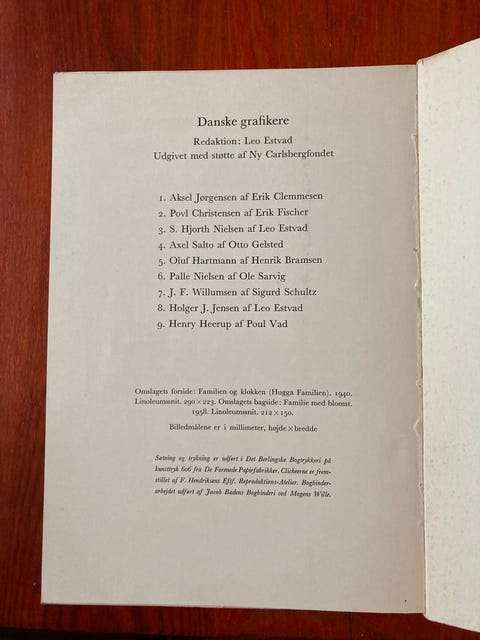 Danske grafikere
Redaktion: Leo Estvad
Udgivet med støtte af Ny Carlsbergfondet
1. Aksel Jørgensen af Erik Clemmesen
2. Povl Christensen af Erik Fischer
3. S. Hjorth Nielsen af Leo Estvad
4. Axel Salto af Otto Gelsted
5. Oluf Hartmann af Henrik Bramsen
6. Palle Nielsen af Ole Sarvig
7. J. F. Willumsen af Sigurd Schultz
8. Holger J. Jensen af Leo Estvad
9. Henry Heerup af Poul Vad
Omslagets forside: Familien og klokken (Hugga Familien). 1940.
Linoleumsnit. 290 × 223. Omslagets bagside: Familie med blomst.
1958. Linoleumsnit. 212 × 150.
Billedmålene er i millimeter, højde × bredde
Sætning og trykning er udført i Det Berlingske Bogtrykkeri på
kunsttryk 606 fra De Forenede Papirfabrikker. Clicheerne er frem-
stillet af F. Hendriksens Eftf. Reproduktions-Atelier. Bogbinder-
arbejdet udført af Jacob Badens Bogbinderi ved Mogens Wille.